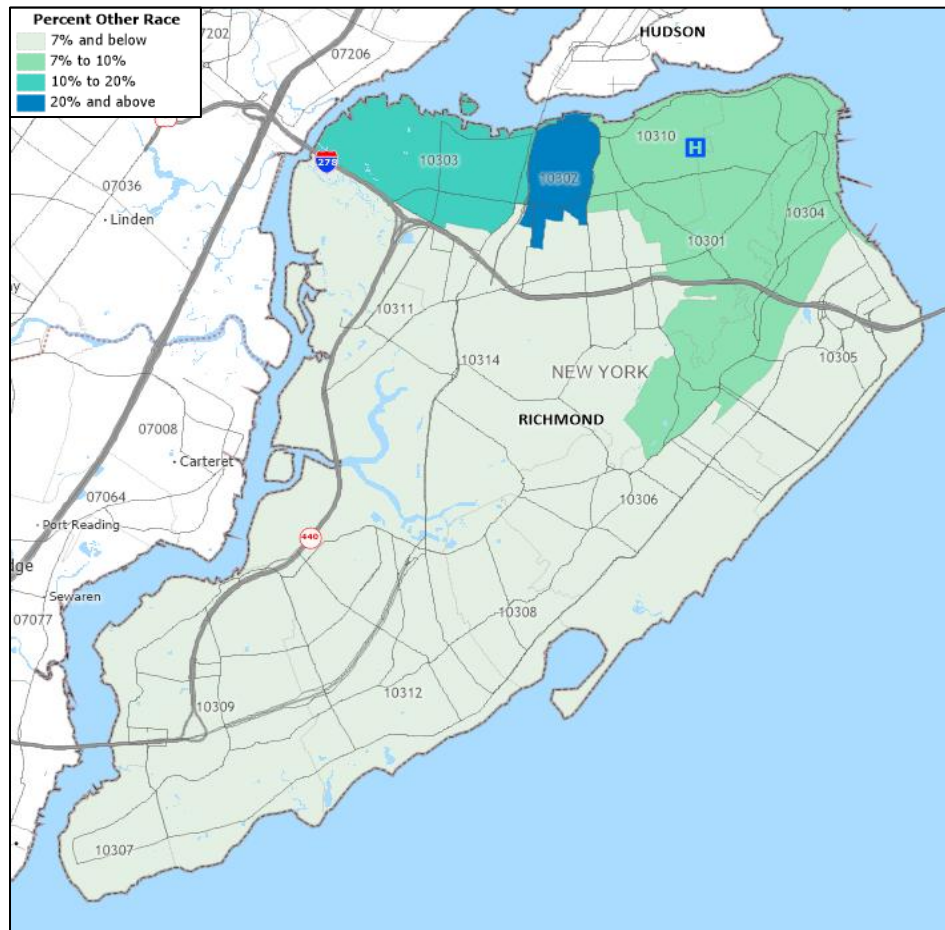 Percent Other Race
7% and below
7% to 10%
10% to 20%
20% and above
07202
07206
HUDSON
10310
H
278
10303
10302
07036
Linden
10304
10301
ay
10311
10314
10305
NEW YORK
RICHMOND
07008
Carteret
07064
10306
Port Reading
440
dge
Sewaren
10308
07077
10312
10309
10307